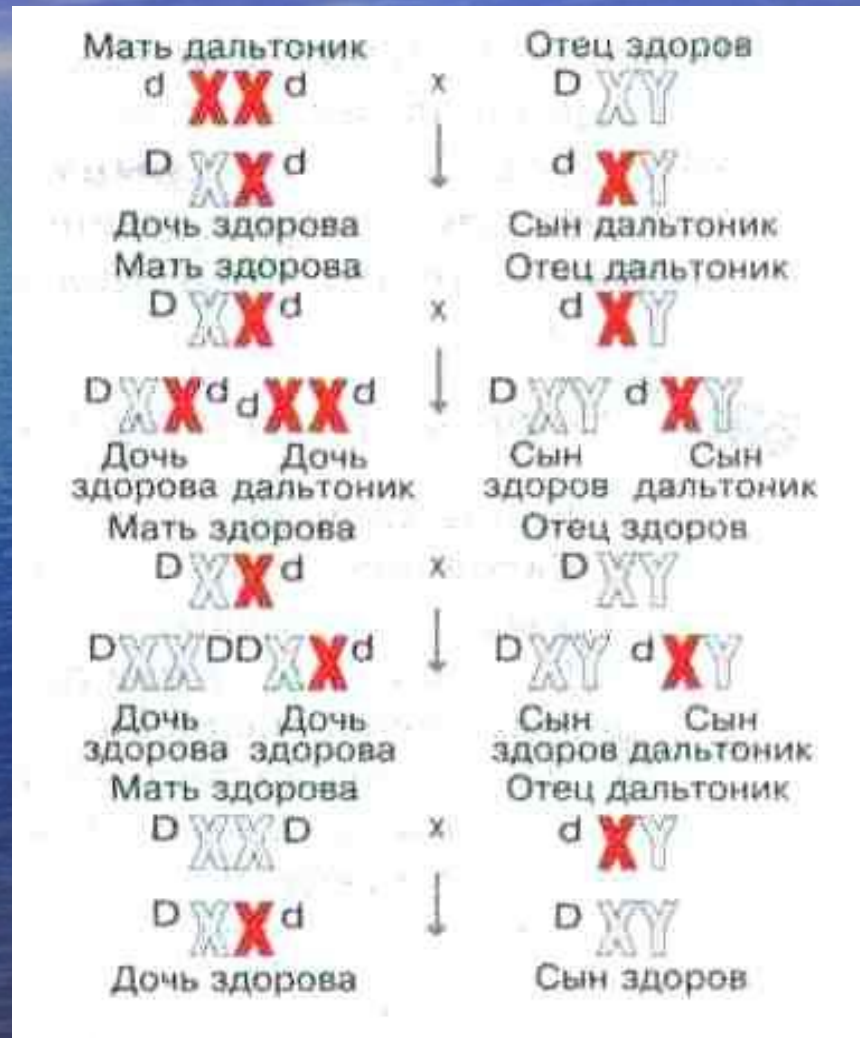 Мать дальтоник Отец здоров
d XX d x D XY
D XX d d XY
Дочь здорова Сын дальтоник
Мать здорова Отец дальтоник
D XX d x d XY
D XX d d XX d D XY d XY
Дочь Дочь Сын Сын
здорова дальтоник здоров дальтоник
Мать здорова Отец здоров
D XX d x D XY
D XX D D XX d D XY d XY
Дочь Дочь Сын Сын
здорова здорова здоров дальтоник
Мать здорова Отец дальтоник
D XX D x d XY
D XX d D XY
Дочь здорова Сын здоров